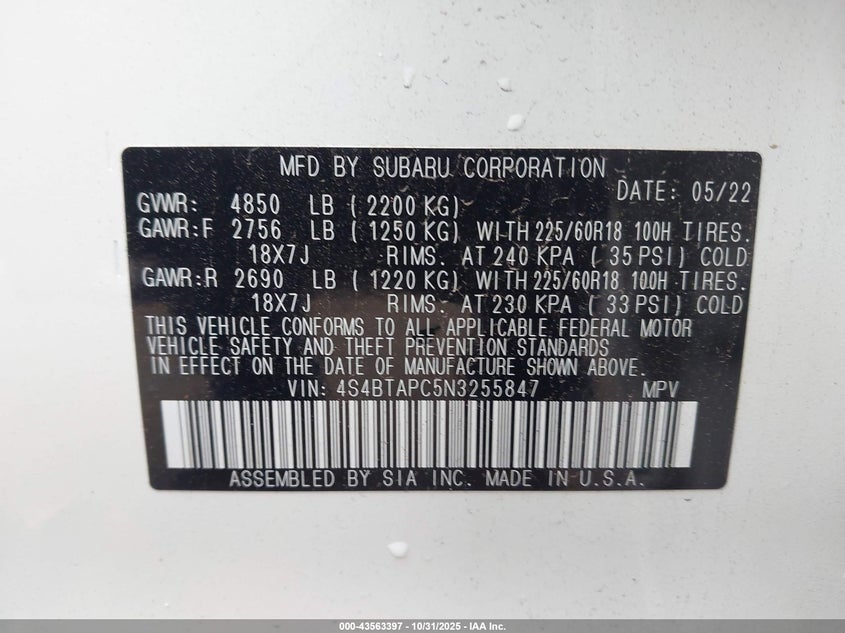 MFD BY SUBARU CORPORATION
DATE: 05/22
GVWR: 4850 LB ( 2200 KG)
GAWR:F 2756 LB ( 1250 KG) WITH 225/60R18 100H TIRES.
18X7J RIMS. AT 240 KPA ( 35 PSI) COLD
GAWR:R 2690 LB ( 1220 KG) WITH 225/60R18 100H TIRES.
18X7J RIMS. AT 230 KPA ( 33 PSI) COLD
THIS VEHICLE CONFORMS TO ALL APPLICABLE FEDERAL MOTOR
VEHICLE SAFETY AND THEFT PREVENTION STANDARDS
IN EFFECT ON THE DATE OF MANUFACTURE SHOWN ABOVE.
VIN: 4S4BTAPC5N3255847 MPV
ASSEMBLED BY SIA INC. MADE IN U.S.A.
000-43563397 - 10/31/2025 - IAA Inc.